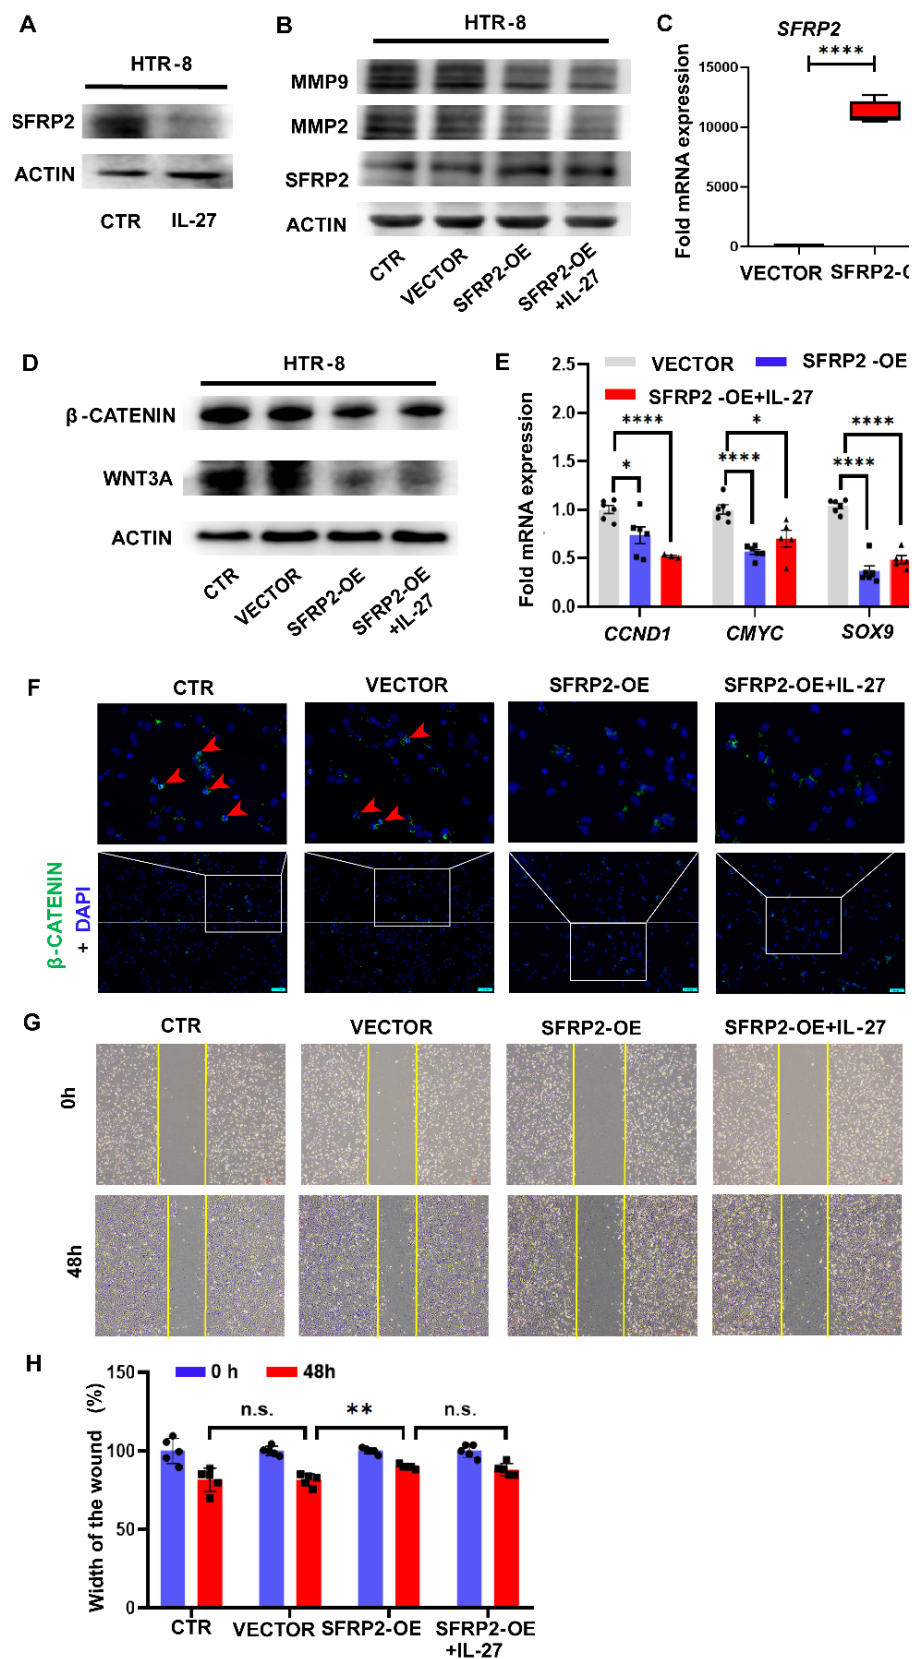 A
HTR-8
SFRP2
ACTIN
CTR IL-27
B
HTR-8
MMP9
MMP2
SFRP2
ACTIN
CTR VECTOR SFRP2-OE SFRP2-OE +IL-27
C
SFRP2
****
Fold mRNA expression
15000
10000
5000
0
VECTOR SFRP2-O
D
HTR-8
β-CATENIN
WNT3A
ACTIN
CTR VECTOR SFRP2-OE SFRP2-OE +IL-27
E
VECTOR SFRP2 -OE
SFRP2 -OE+IL-27
Fold mRNA expression
2.5
2.0
1.5
1.0
0.5
0.0
**** * ****
* **** ****
CCND1 CMYC SOX9
F
CTR VECTOR SFRP2-OE SFRP2-OE+IL-27
β-CATENIN
+ DAPI
G
CTR VECTOR SFRP2-OE SFRP2-OE+IL-27
0h
48h
H
0 h 48h
Width of the wound (%)
150
100
50
0
n.s. ** n.s.
CTR VECTOR SFRP2-OE SFRP2-OE
+IL-27